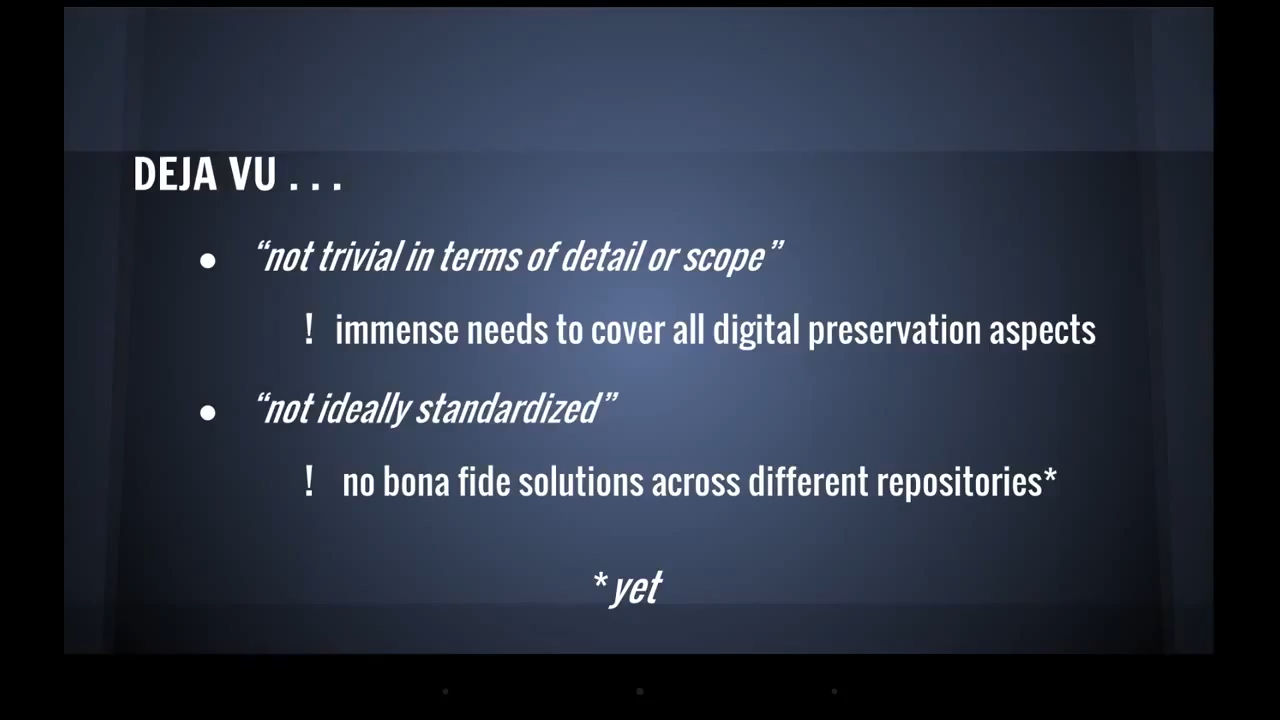 DEJA VU . . .
● “not trivial in terms of detail or scope”
! immense needs to cover all digital preservation aspects
● “not ideally standardized”
! no bona fide solutions across different repositories*
* yet